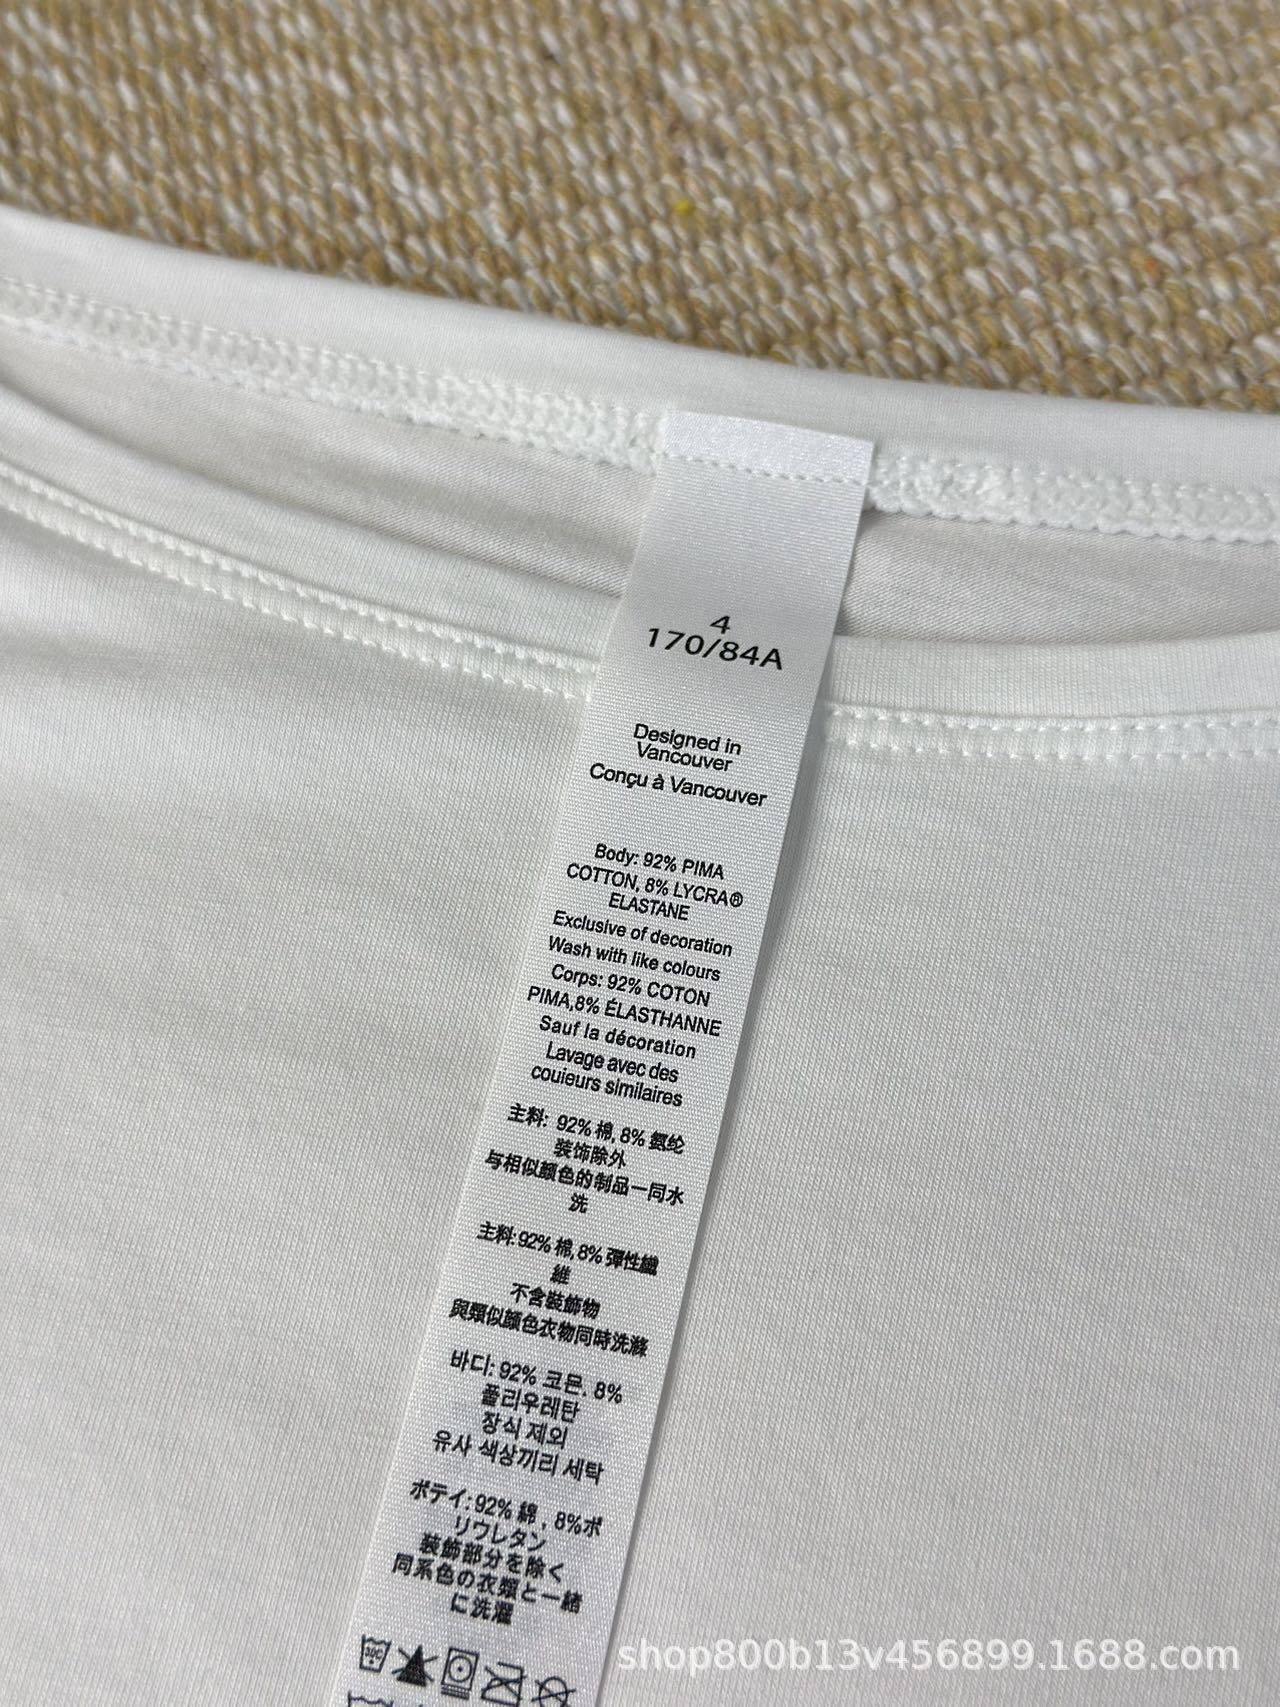 4
170/84A
Designed in
Vancouver
Conçu à Vancouver
Body: 92% PIMA
COTTON, 8% LYCRA®
ELASTANE
Exclusive of decoration
Wash with like colours
Corps: 92% COTON
PIMA,8% ÉLASTHANNE
Sauf la décoration
Lavage avec des
couieurs similaires
主料: 92% 棉, 8% 氨纶
装饰除外
与相似颜色的制品一同水
洗
主料:92% 棉, 8% 彈性纖
維
不含裝飾物
與類似顔色衣物同時洗滌
바디: 92% 코믄. 8%
폴리우레탄
장식 제외
유사 색상끼리 세탁
ボテイ: 92% 綿 , 8%ポ
リウレタン
装飾部分を除く
同系色の衣類と一緒
に洗濯
30C
shop800b13v456899.1688.com